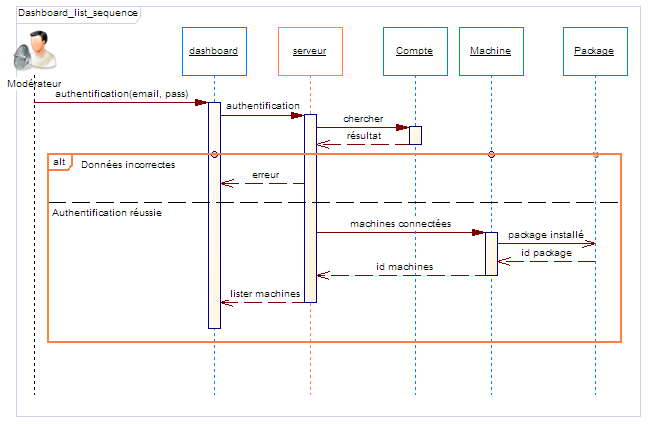 Dashboard_list_sequence
dashboard
serveur
Compte
Machine
Package
Modérateur
authentification(email, pass)
authentification
chercher
résultat
alt
Données incorrectes
erreur
Authentification réussie
machines connectées
package installé
id package
id machines
lister machines